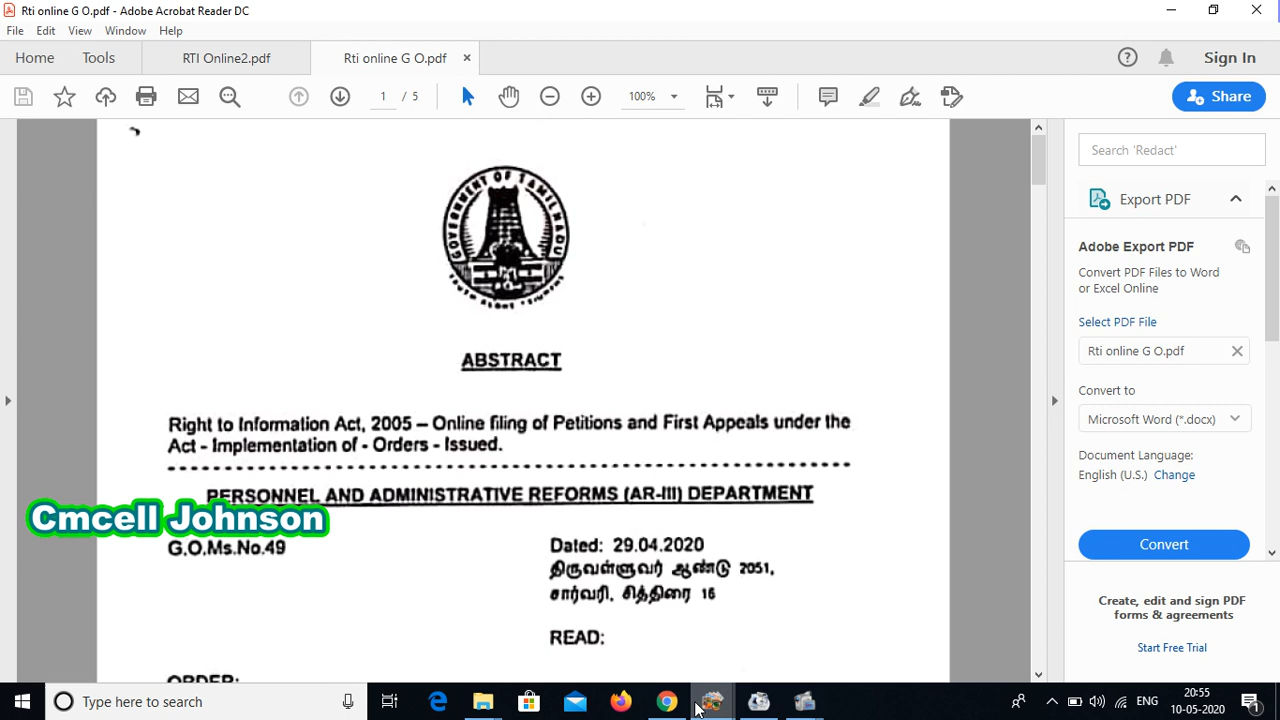 Rti online G O.pdf - Adobe Acrobat Reader DC
File Edit View Window Help
Home Tools RTI Online2.pdf Rti online G O.pdf × Sign In
1 / 5 100% Share
GOVERNMENT OF TAMIL NADU
ABSTRACT
Right to Information Act, 2005 – Online filing of Petitions and First Appeals under the
Act - Implementation of - Orders - Issued.
PERSONNEL AND ADMINISTRATIVE REFORMS (AR-III) DEPARTMENT
Cmcell Johnson
G.O.Ms.No.49 Dated: 29.04.2020
திருவள்ளுவர் ஆண்டு 2051,
சார்வரி, சித்திரை 16
READ:
ORDER:
Search 'Redact'
Export PDF
Adobe Export PDF
Convert PDF Files to Word
or Excel Online
Select PDF File
Rti online G O.pdf
Convert to
Microsoft Word (*.docx)
Document Language:
English (U.S.) Change
Convert
Create, edit and sign PDF
forms & agreements
Start Free Trial
Type here to search
ENG
20:55
10-05-2020
1